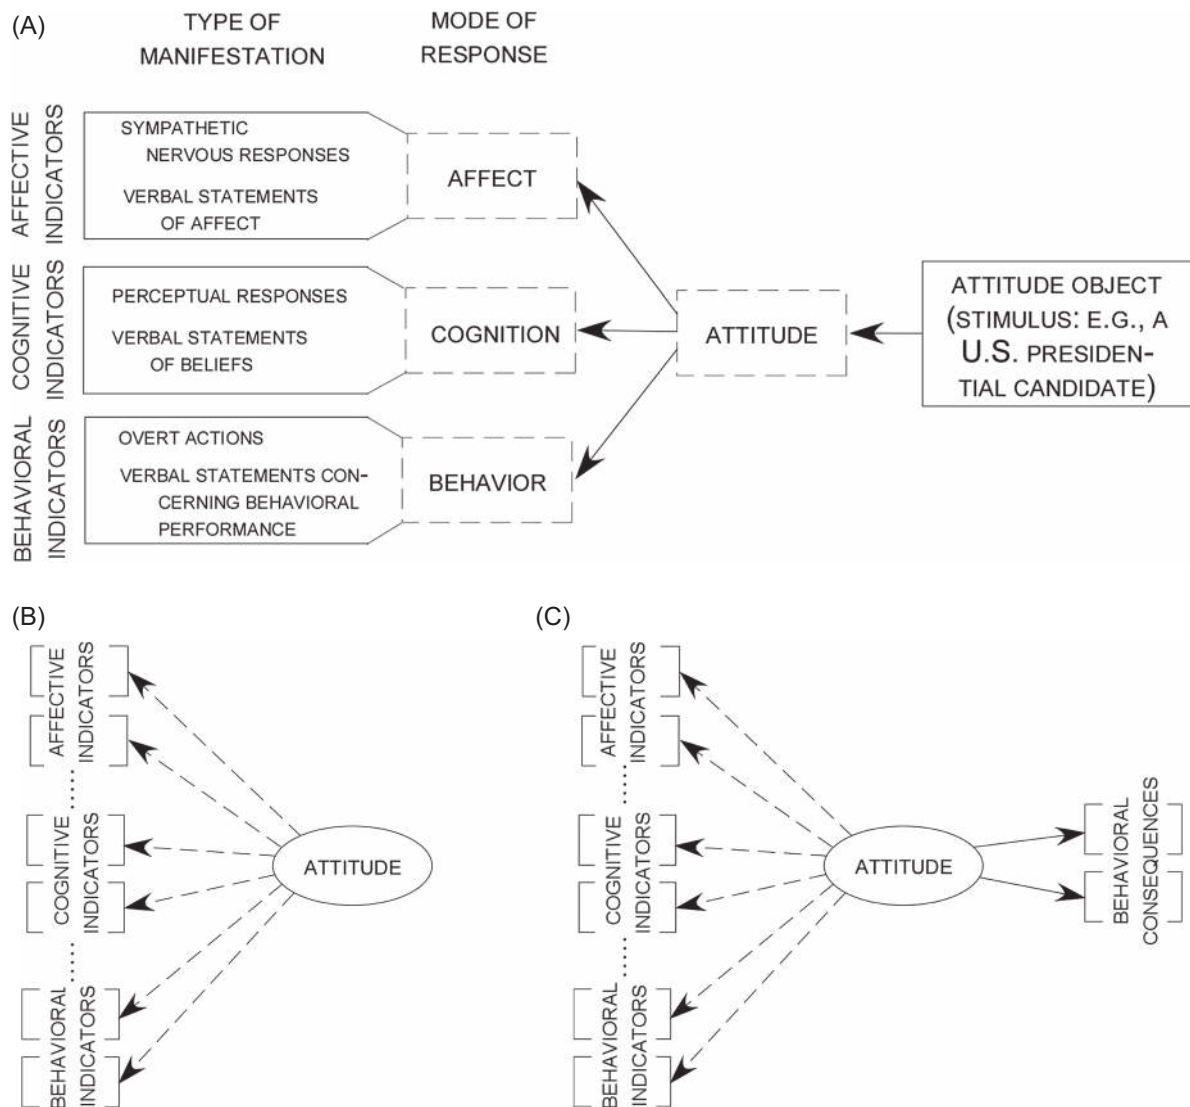 (A)
TYPE OF
MANIFESTATION
MODE OF
RESPONSE
AFFECTIVE
INDICATORS
SYMPATHETIC
NERVOUS RESPONSES
VERBAL STATEMENTS
OF AFFECT
AFFECT
COGNITIVE
INDICATORS
PERCEPTUAL RESPONSES
VERBAL STATEMENTS
OF BELIEFS
COGNITION
ATTITUDE
ATTITUDE OBJECT
(STIMULUS: E.G., A
U.S. PRESIDEN-
TIAL CANDIDATE)
BEHAVIORAL
INDICATORS
OVERT ACTIONS
VERBAL STATEMENTS CON-
CERNING BEHAVIORAL
PERFORMANCE
BEHAVIOR
(B)
AFFECTIVE
INDICATORS
COGNITIVE
INDICATORS
BEHAVIORAL
INDICATORS
ATTITUDE
(C)
AFFECTIVE
INDICATORS
COGNITIVE
INDICATORS
BEHAVIORAL
INDICATORS
ATTITUDE
BEHAVIORAL
CONSEQUENCES